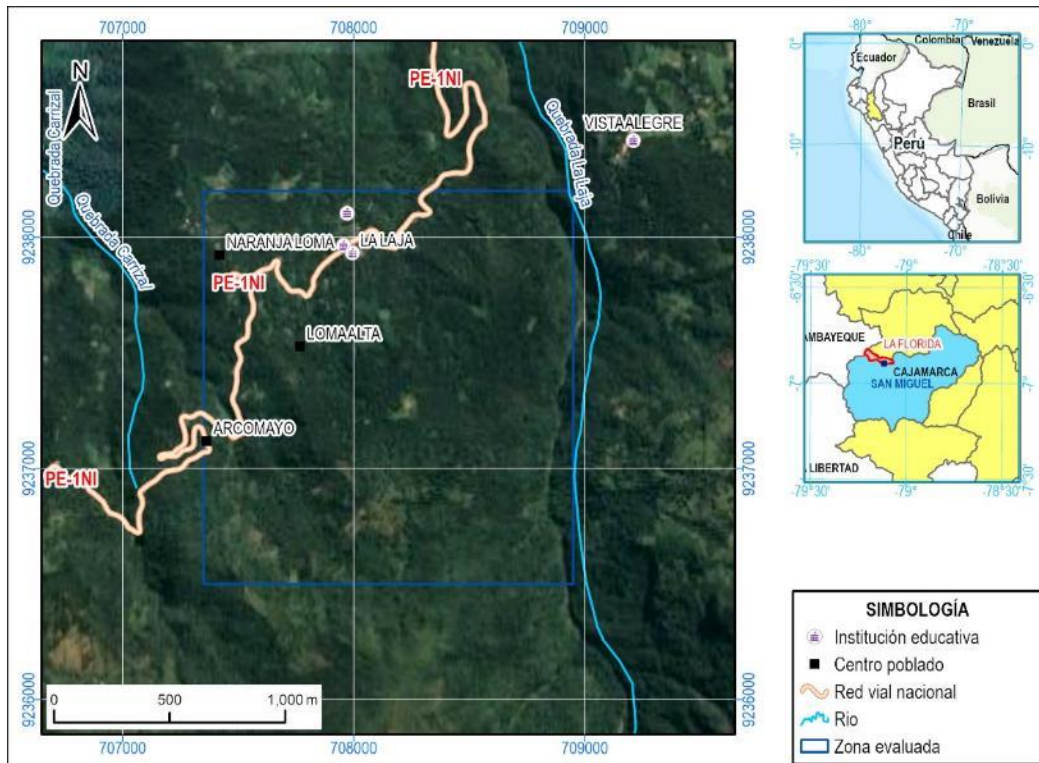 707000
708000
709000
9238000
9237000
9236000
9238000
9237000
9236000
707000
708000
709000
N
PE-1NI
Quebrada Carrizal
Quebrada Carrizal
Quebrada La Laja
VISTA ALEGRE
NARANJA LOMA
LA LAJA
PE-1NI
LOMA ALTA
ARCOMAYO
PE-1NI
0
500
1,000 m
-80°
-70°
0°
0°
Colombia
Venezuela
Ecuador
Brasil
-10°
Perú
-10°
Bolivia
Chile
-80°
-70°
-79°30'
-79°
-78°30'
-6°30'
-6°30'
AMBAYEQUE
LA FLORIDA
CAJAMARCA
SAN MIGUEL
-7°
-7°
A LIBERTAD
-7°30'
-7°30'
-79°30'
-79°
-78°30'
SIMBOLOGÍA
Institución educativa
Centro poblado
Red vial nacional
Rio
Zona evaluada